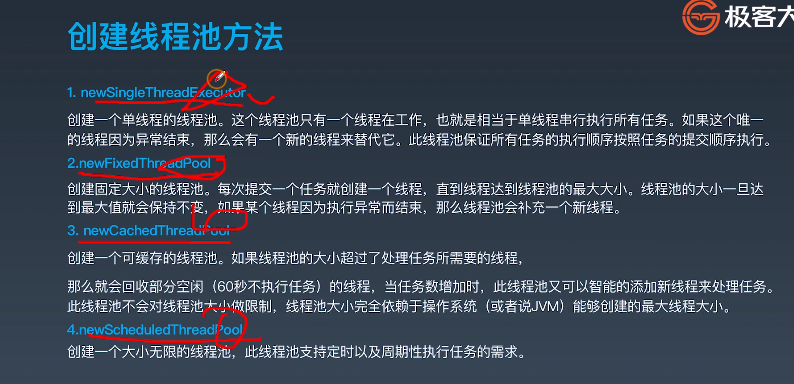 极客大
创建线程池方法
1. newSingleThreadExecutor
创建一个单线程的线程池。这个线程池只有一个线程在工作，也就是相当于单线程串行执行所有任务。如果这个唯一
的线程因为异常结束，那么会有一个新的线程来替代它。此线程池保证所有任务的执行顺序按照任务的提交顺序执行。
2.newFixedThreadPool
创建固定大小的线程池。每次提交一个任务就创建一个线程，直到线程达到线程池的最大大小。线程池的大小一旦达
到最大值就会保持不变，如果某个线程因为执行异常而结束，那么线程池会补充一个新线程。
3. newCachedThreadPool
创建一个可缓存的线程池。如果线程池的大小超过了处理任务所需要的线程，
那么就会回收部分空闲（60秒不执行任务）的线程，当任务数增加时，此线程池又可以智能的添加新线程来处理任务。
此线程池不会对线程池大小做限制，线程池大小完全依赖于操作系统（或者说JVM）能够创建的最大线程大小。
4.newScheduledThreadPool
创建一个大小无限的线程池，此线程池支持定时以及周期性执行任务的需求。